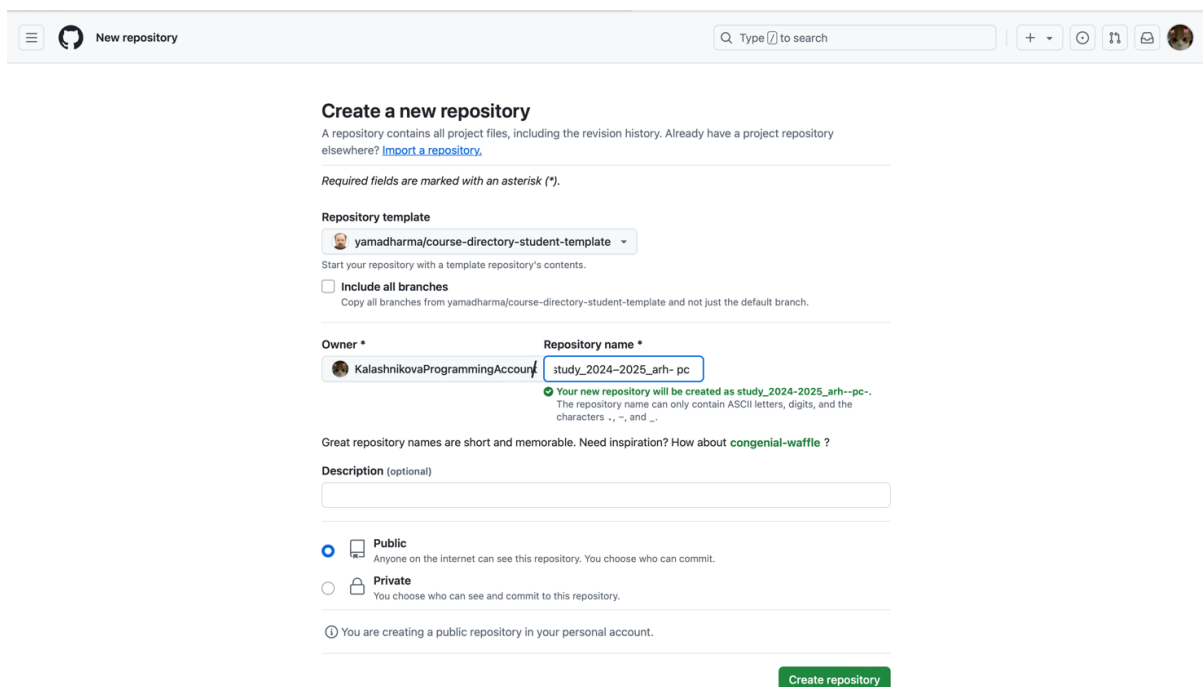 New repository
Type / to search
Create a new repository
A repository contains all project files, including the revision history. Already have a project repository
elsewhere? Import a repository.
Required fields are marked with an asterisk (*).
Repository template
yamadharma/course-directory-student-template
Start your repository with a template repository's contents.
Include all branches
Copy all branches from yamadharma/course-directory-student-template and not just the default branch.
Owner * Repository name *
KalashnikovaProgrammingAccount / study_2024–2025_arh- pc
Your new repository will be created as study_2024-2025_arh--pc-.
The repository name can only contain ASCII letters, digits, and the
characters ., -, and _.
Great repository names are short and memorable. Need inspiration? How about congenial-waffle ?
Description (optional)
Public
Anyone on the internet can see this repository. You choose who can commit.
Private
You choose who can see and commit to this repository.
You are creating a public repository in your personal account.
Create repository